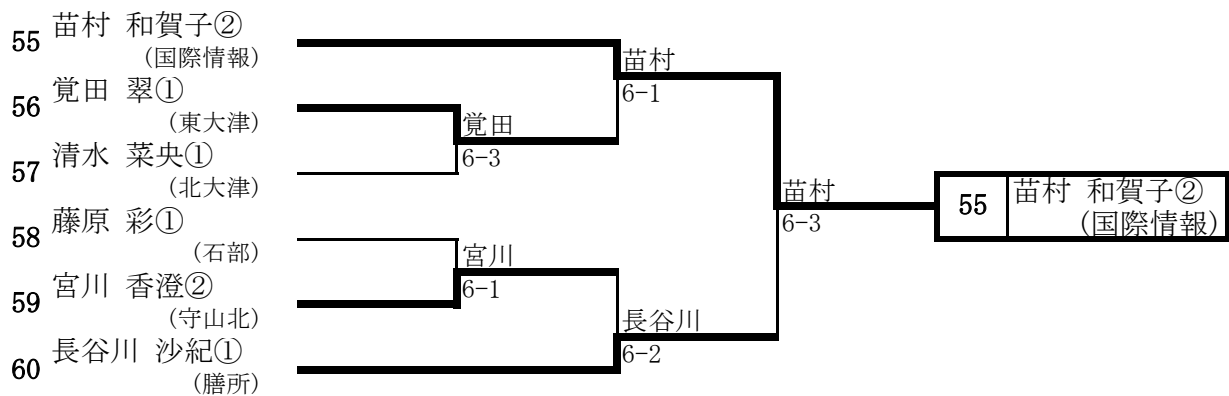 55 苗村 和賀子②
(国際情報)
56 覚田 翠①
(東大津)
57 清水 菜央①
(北大津)
58 藤原 彩①
(石部)
59 宮川 香澄②
(守山北)
60 長谷川 沙紀①
(膳所)
覚田
6-3
宮川
6-1
苗村
6-1
長谷川
6-2
苗村
6-3
55 苗村 和賀子②
(国際情報)